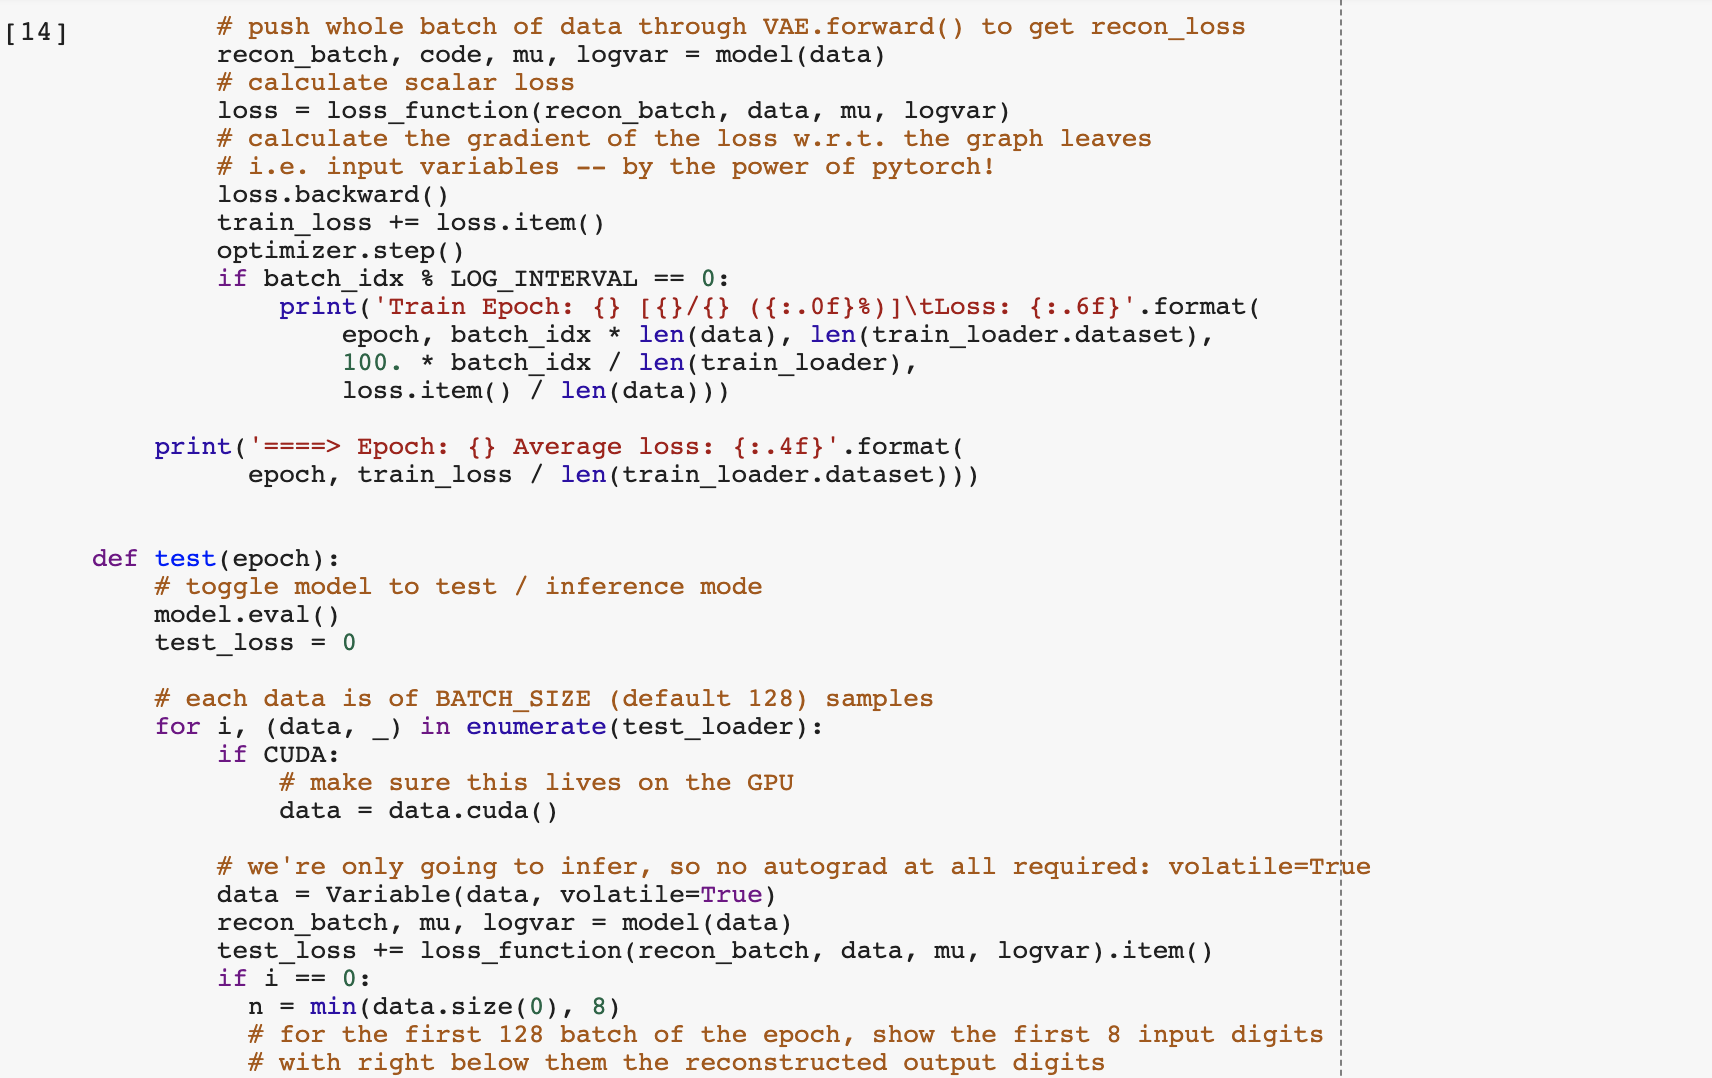 [14]
# push whole batch of data through VAE.forward() to get recon_loss
recon_batch, code, mu, logvar = model(data)
# calculate scalar loss
loss = loss_function(recon_batch, data, mu, logvar)
# calculate the gradient of the loss w.r.t. the graph leaves
# i.e. input variables -- by the power of pytorch!
loss.backward()
train_loss += loss.item()
optimizer.step()
if batch_idx % LOG_INTERVAL == 0:
    print('Train Epoch: {} [{}/{} ({:.0f}%)]\tLoss: {:.6f}'.format(
        epoch, batch_idx * len(data), len(train_loader.dataset),
        100. * batch_idx / len(train_loader),
        loss.item() / len(data)))
print('====> Epoch: {} Average loss: {:.4f}'.format(
      epoch, train_loss / len(train_loader.dataset)))
def test(epoch):
    # toggle model to test / inference mode
    model.eval()
    test_loss = 0
    # each data is of BATCH_SIZE (default 128) samples
    for i, (data, _) in enumerate(test_loader):
        if CUDA:
            # make sure this lives on the GPU
            data = data.cuda()
        # we're only going to infer, so no autograd at all required: volatile=True
        data = Variable(data, volatile=True)
        recon_batch, mu, logvar = model(data)
        test_loss += loss_function(recon_batch, data, mu, logvar).item()
        if i == 0:
          n = min(data.size(0), 8)
          # for the first 128 batch of the epoch, show the first 8 input digits
          # with right below them the reconstructed output digits